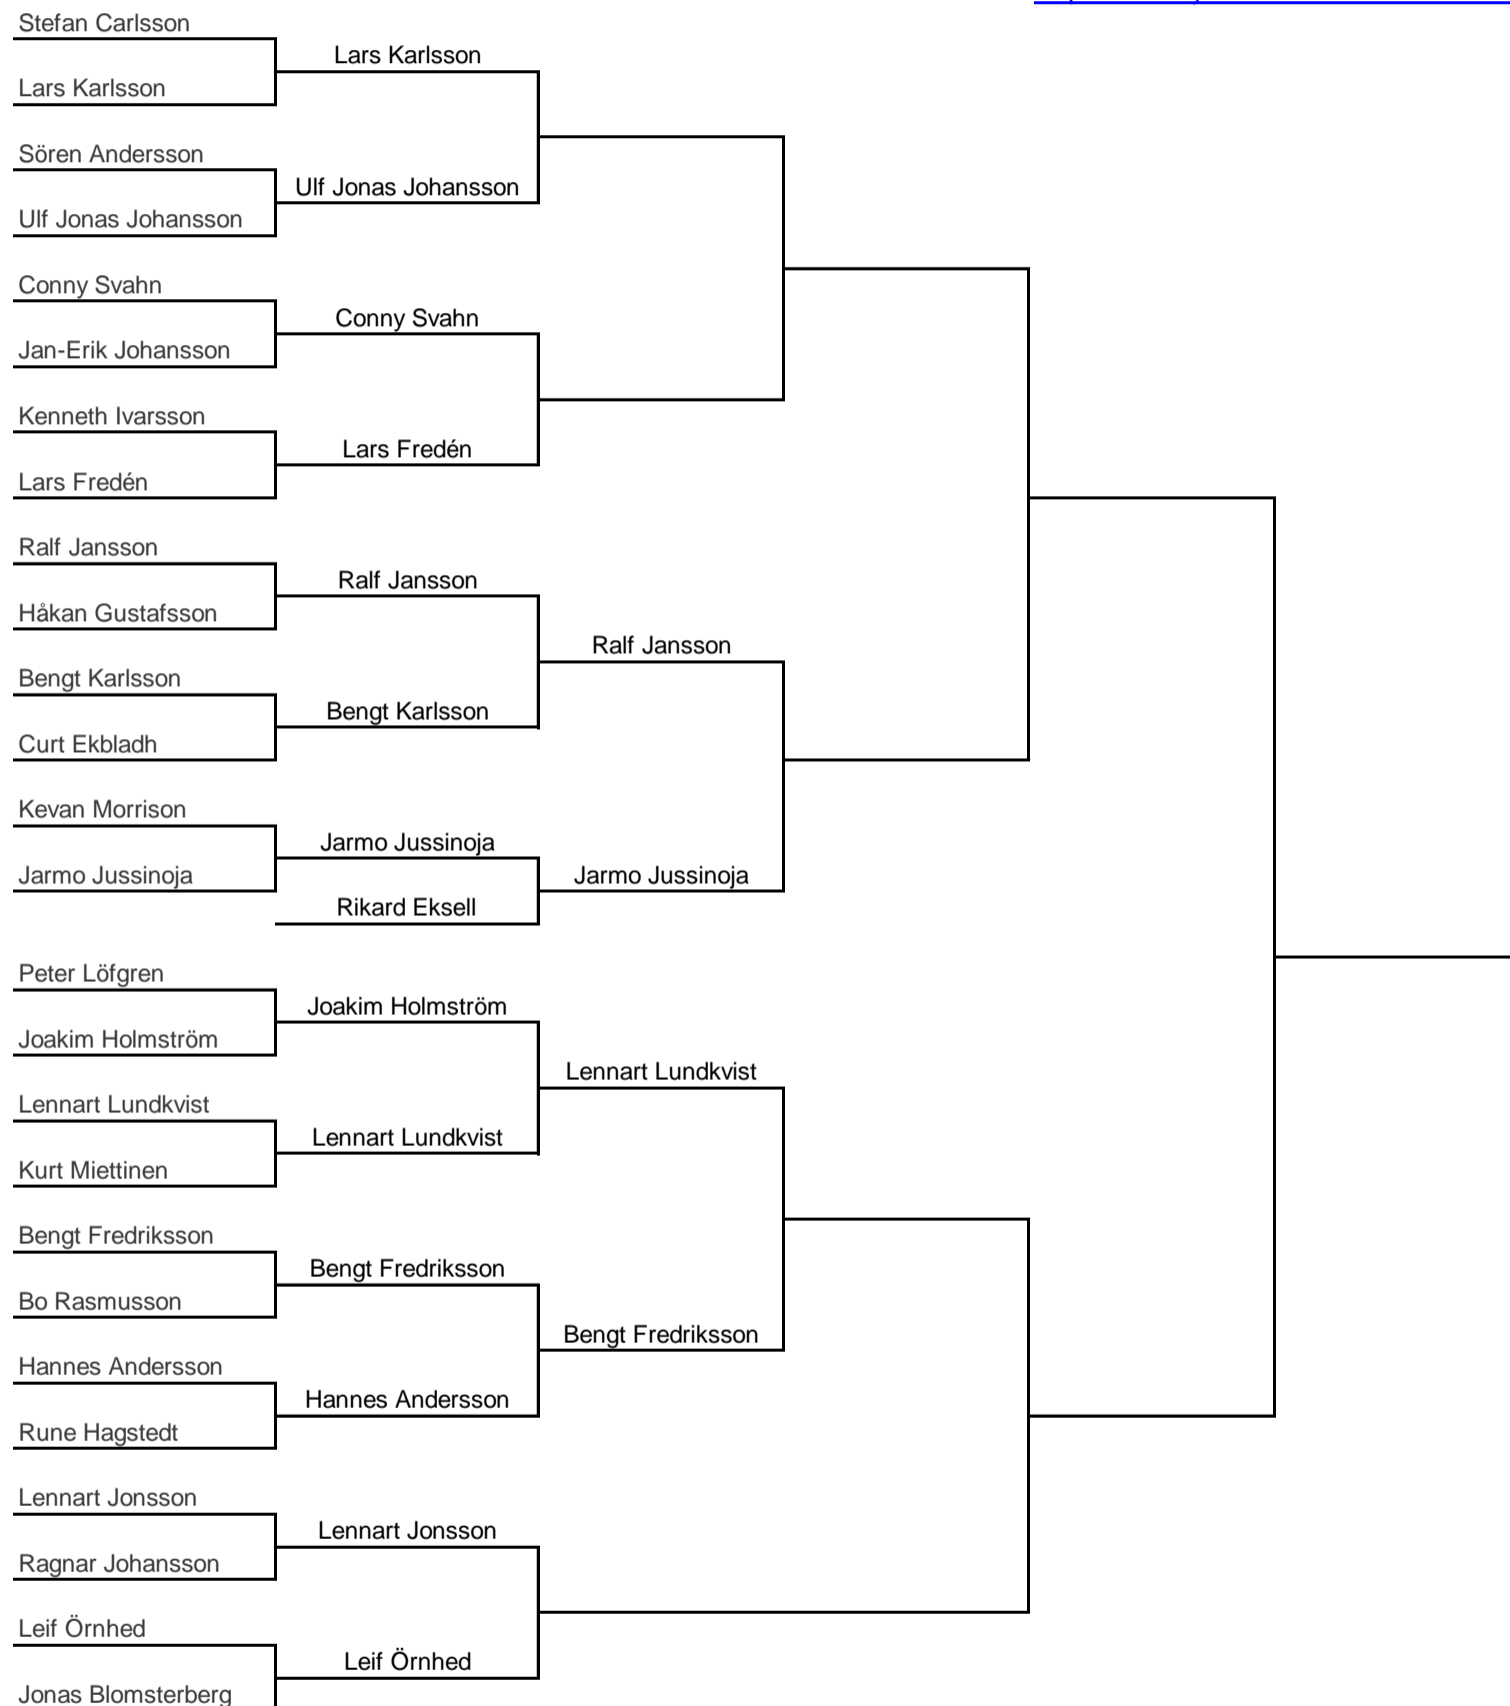 Stefan Carlsson
Lars Karlsson
Lars Karlsson
Sören Andersson
Ulf Jonas Johansson
Ulf Jonas Johansson
Conny Svahn
Conny Svahn
Jan-Erik Johansson
Kenneth Ivarsson
Lars Fredén
Lars Fredén
Ralf Jansson
Ralf Jansson
Håkan Gustafsson
Ralf Jansson
Bengt Karlsson
Bengt Karlsson
Curt Ekbladh
Kevan Morrison
Jarmo Jussinoja
Jarmo Jussinoja
Jarmo Jussinoja
Rikard Eksell
Peter Löfgren
Joakim Holmström
Joakim Holmström
Lennart Lundkvist
Lennart Lundkvist
Lennart Lundkvist
Kurt Miettinen
Bengt Fredriksson
Bengt Fredriksson
Bo Rasmusson
Bengt Fredriksson
Hannes Andersson
Hannes Andersson
Rune Hagstedt
Lennart Jonsson
Lennart Jonsson
Ragnar Johansson
Leif Örnhed
Leif Örnhed
Jonas Blomsterberg